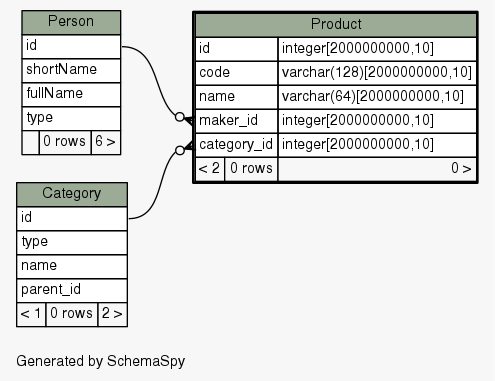 Person
id
shortName
fullName
type
0 rows 6 >
Product
id integer[2000000000,10]
code varchar(128)[2000000000,10]
name varchar(64)[2000000000,10]
maker_id integer[2000000000,10]
category_id integer[2000000000,10]
< 2 0 rows 0 >
Category
id
type
name
parent_id
< 1 0 rows 2 >
Generated by SchemaSpy